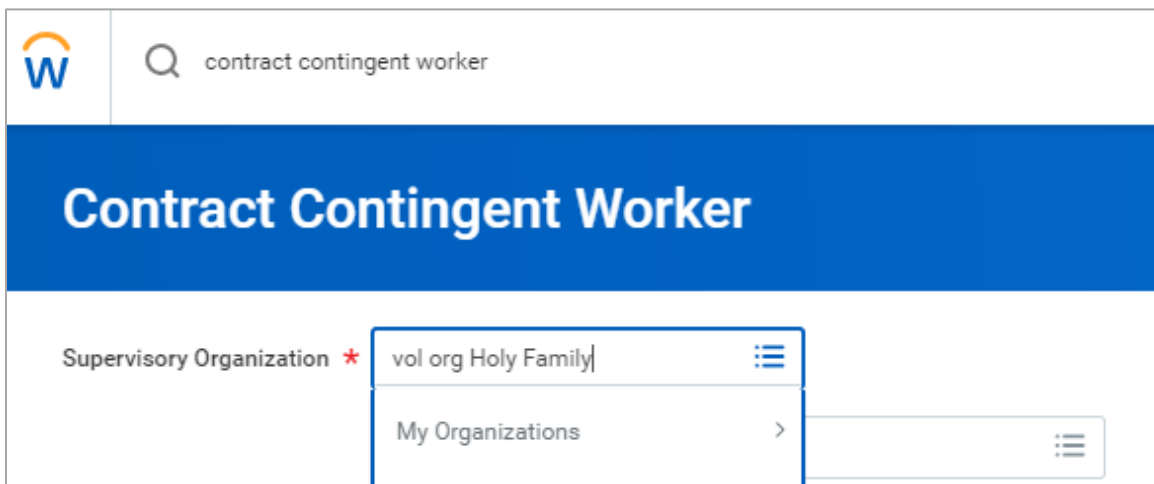 W
contract contingent worker
Contract Contingent Worker
Supervisory Organization * vol org Holy Family
My Organizations